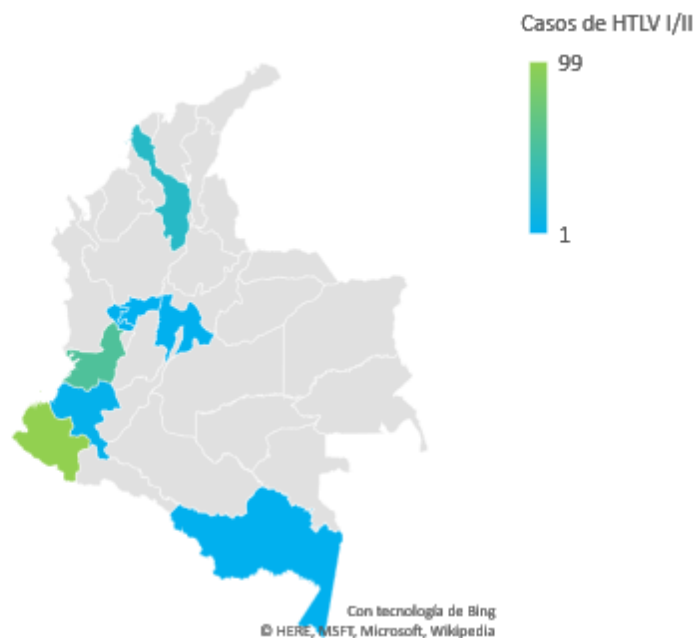 Casos de HTLV I/II
99
1
Con tecnología de Bing
© HERE, MSFT, Microsoft, Wikipedia